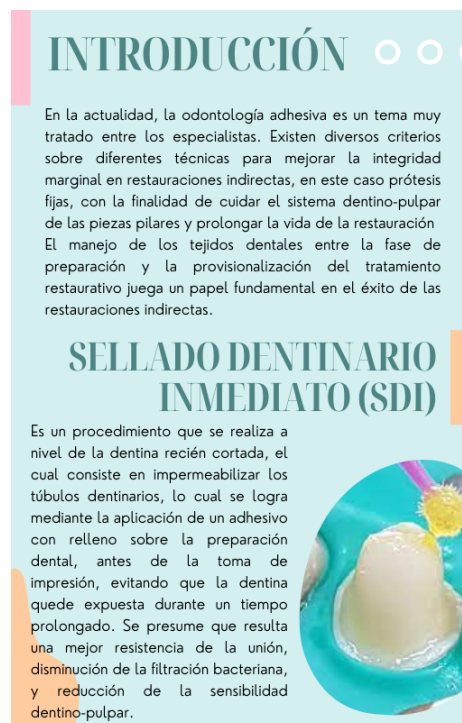 INTRODUCCIÓN
En la actualidad, la odontología adhesiva es un tema muy
tratado entre los especialistas. Existen diversos criterios
sobre diferentes técnicas para mejorar la integridad
marginal en restauraciones indirectas, en este caso prótesis
fijas, con la finalidad de cuidar el sistema dentino-pulpar
de las piezas pilares y prolongar la vida de la restauración
El manejo de los tejidos dentales entre la fase de
preparación y la provisionalización del tratamiento
restaurativo juega un papel fundamental en el éxito de las
restauraciones indirectas.
SELLADO DENTINARIO
INMEDIATO (SDI)
Es un procedimiento que se realiza a
nivel de la dentina recién cortada, el
cual consiste en impermeabilizar los
túbulos dentinarios, lo cual se logra
mediante la aplicación de un adhesivo
con relleno sobre la preparación
dental, antes de la toma de
impresión, evitando que la dentina
quede expuesta durante un tiempo
prolongado. Se presume que resulta
una mejor resistencia de la unión,
disminución de la filtración bacteriana,
y reducción de la sensibilidad
dentino-pulpar.